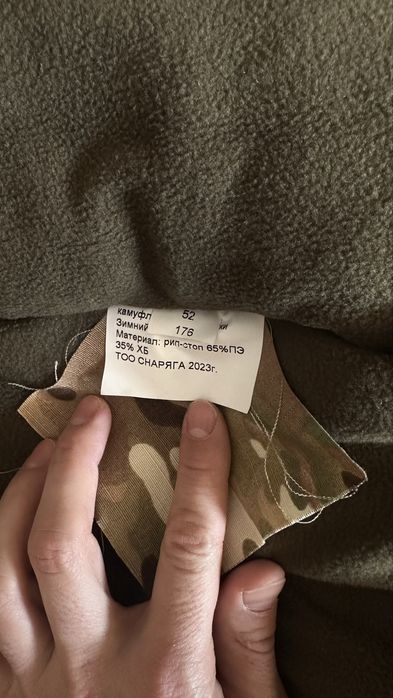 камуфл 52
Зимний 176
Материал: рип-стоп 65%ПЭ
35% ХБ
ТОО СНАРЯГА 2023г.